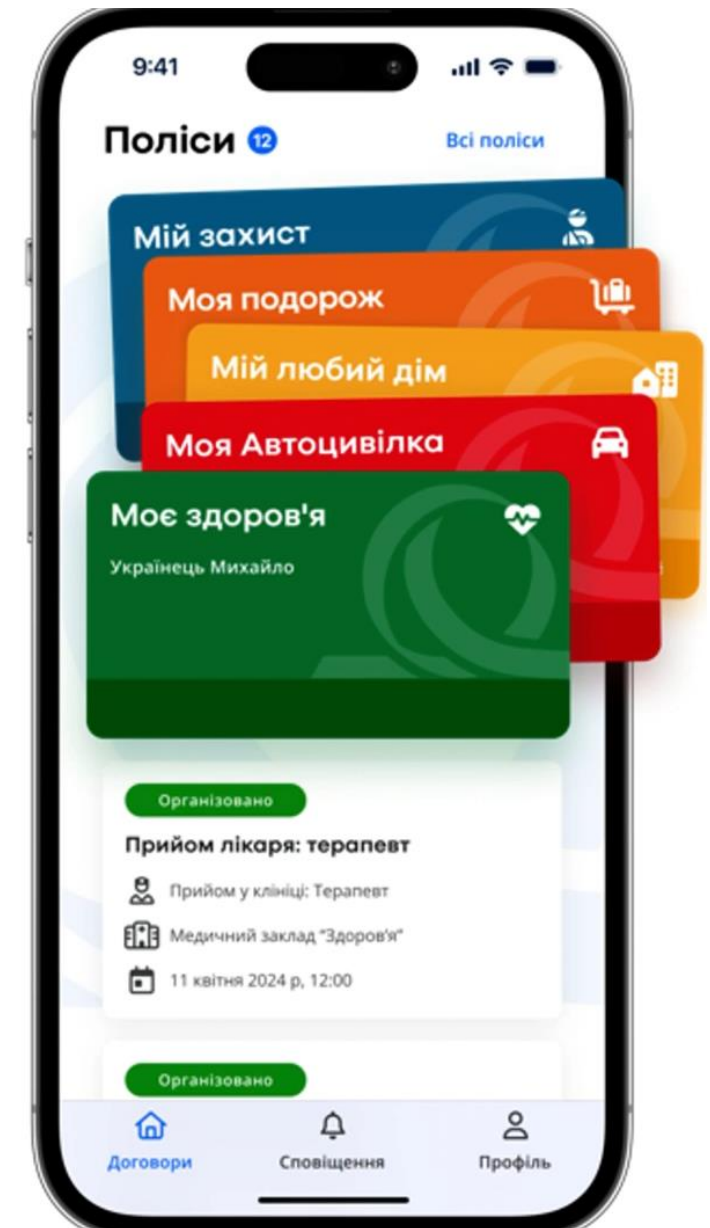 9:41
Поліси 12
Всі поліси
Мій захист
Моя подорож
Мій любий дім
Моя Автоцивілка
Моє здоров'я
Українець Михайло
Організовано
Прийом лікаря: терапевт
Прийом у клініці: Терапевт
Медичний заклад "Здоров'я"
11 квітня 2024 р, 12:00
Організовано
Договори
Сповіщення
Профіль